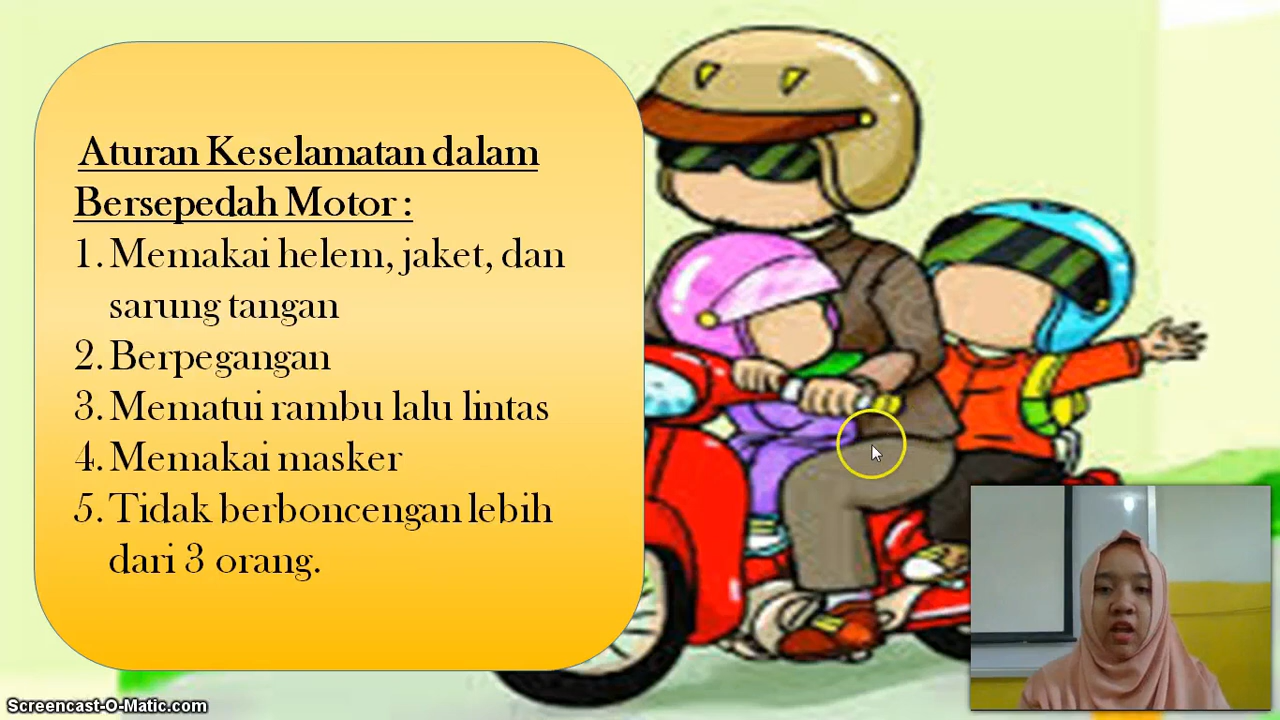 Aturan Keselamatan dalam
Bersepedah Motor :
1. Memakai helem, jaket, dan
sarung tangan
2. Berpegangan
3. Mematui rambu lalu lintas
4. Memakai masker
5. Tidak berboncengan lebih
dari 3 orang.
Screencast-O-Matic.com